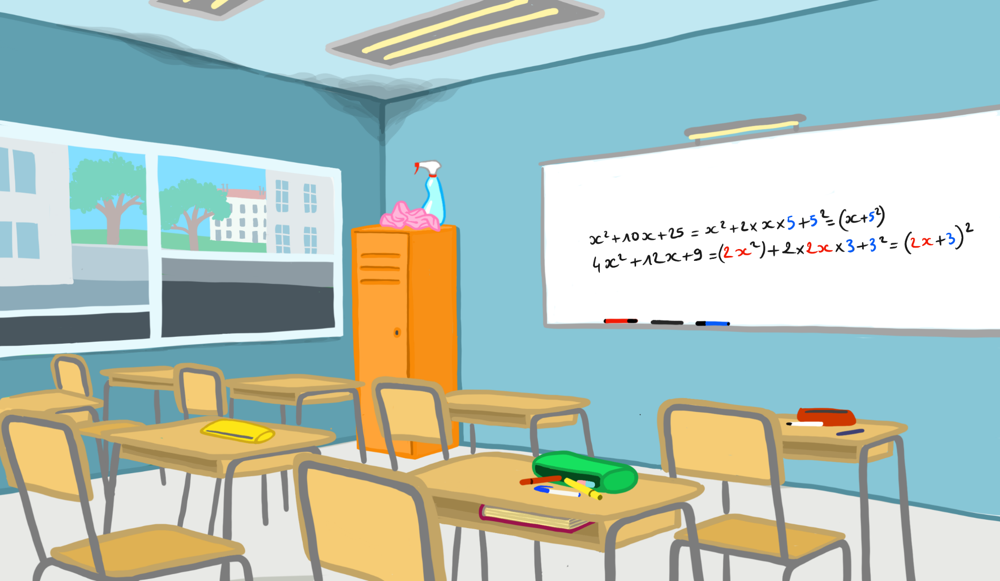 x²+10x+25 = x²+2×x×5+5²=(x+5²)
4x²+12x+9=(2x²)+2×2x×3+3²=(2x+3)²